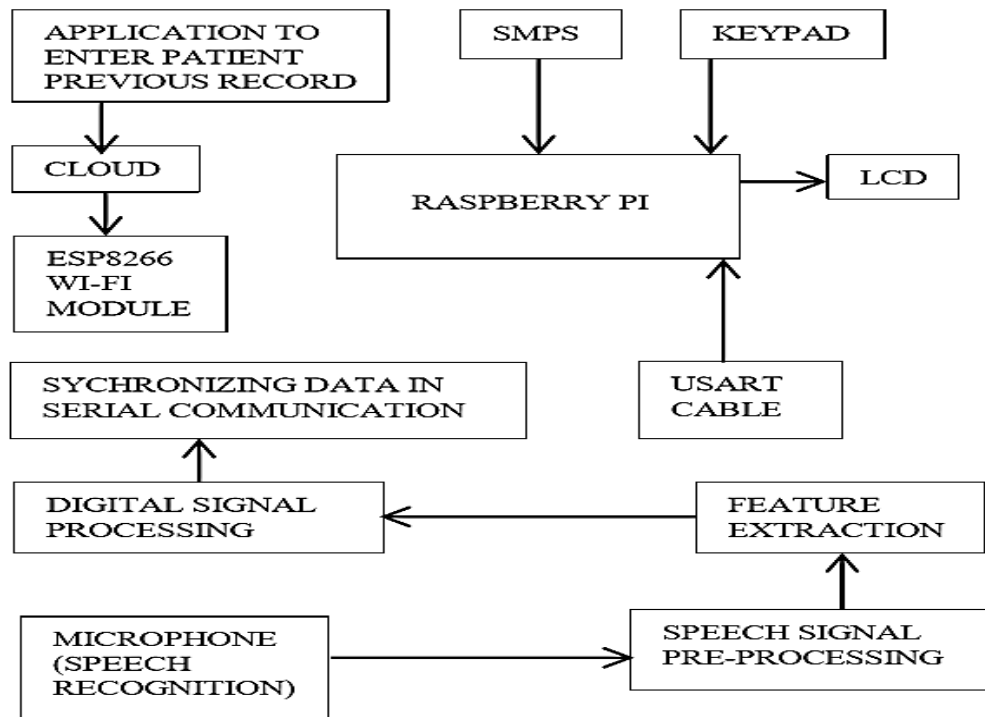 APPLICATION TO
ENTER PATIENT
PREVIOUS RECORD
SMPS
KEYPAD
CLOUD
RASPBERRY PI
LCD
ESP8266
WI-FI
MODULE
SYCHRONIZING DATA IN
SERIAL COMMUNICATION
USART
CABLE
DIGITAL SIGNAL
PROCESSING
FEATURE
EXTRACTION
MICROPHONE
(SPEECH
RECOGNITION)
SPEECH SIGNAL
PRE-PROCESSING